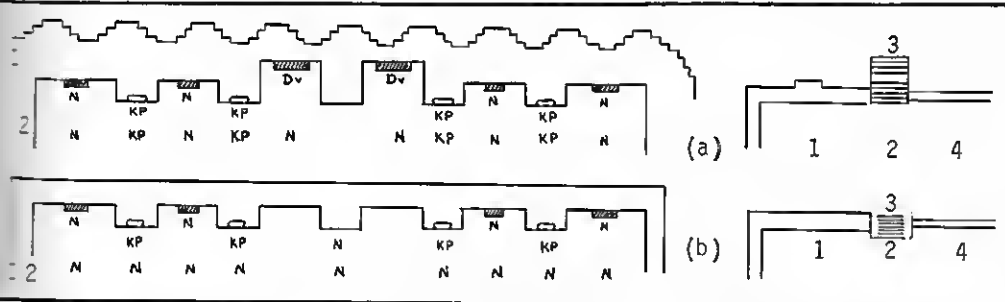 3
Dv Dv
N N N N
KP KP KP KP
2 N KP N KP N N KP N KP N (a) 1 2 4
3
N N N N
KP KP N KP KP (b) 1 2 4
2 N N N N N N N N N